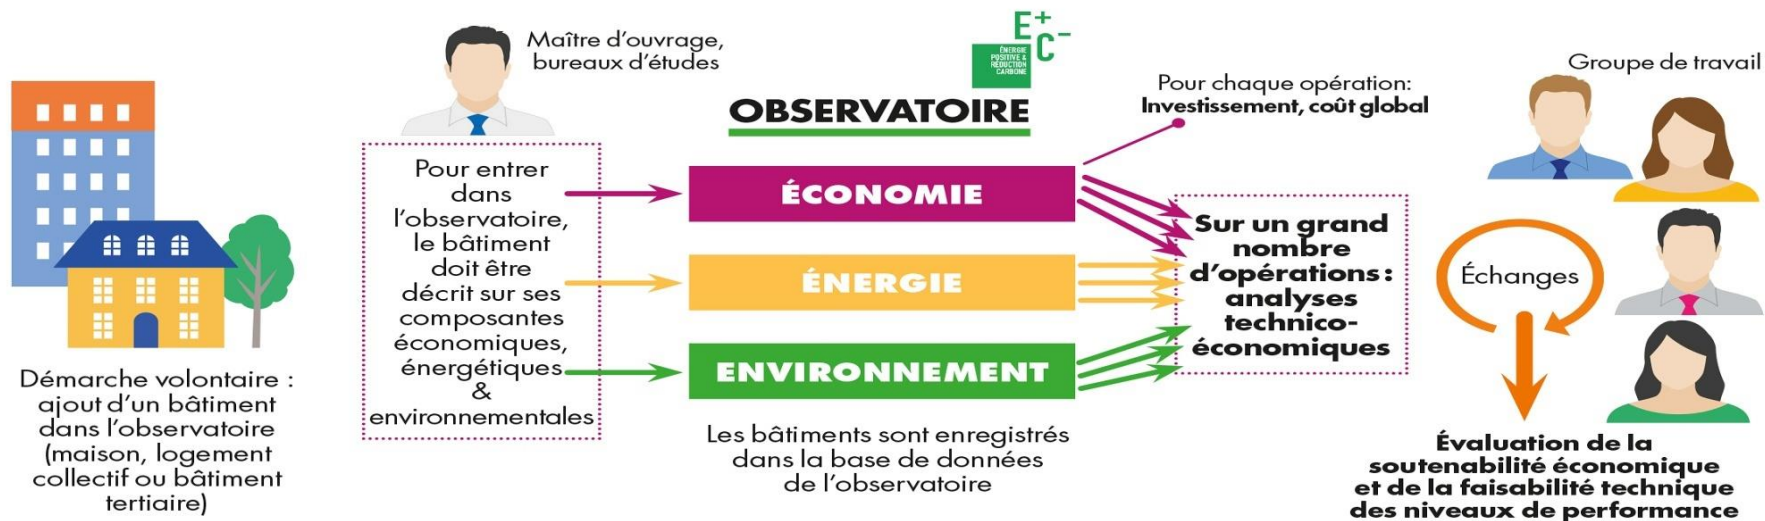 Démarche volontaire :
ajout d'un bâtiment
dans l'observatoire
(maison, logement
collectif ou bâtiment
tertiaire)
Maître d'ouvrage,
bureaux d'études
Pour entrer
dans
l'observatoire,
le bâtiment
doit être
décrit sur ses
composantes
économiques,
énergétiques
&
environnementales
E+
C-
ÉNERGIE
POSITIVE &
RÉDUCTION
CARBONE
OBSERVATOIRE
ÉCONOMIE
ÉNERGIE
ENVIRONNEMENT
Les bâtiments sont enregistrés
dans la base de données
de l'observatoire
Pour chaque opération:
Investissement, coût global
Sur un grand
nombre
d'opérations :
analyses
technico-
économiques
Groupe de travail
Échanges
Évaluation de la
soutenabilité économique
et de la faisabilité technique
des niveaux de performance